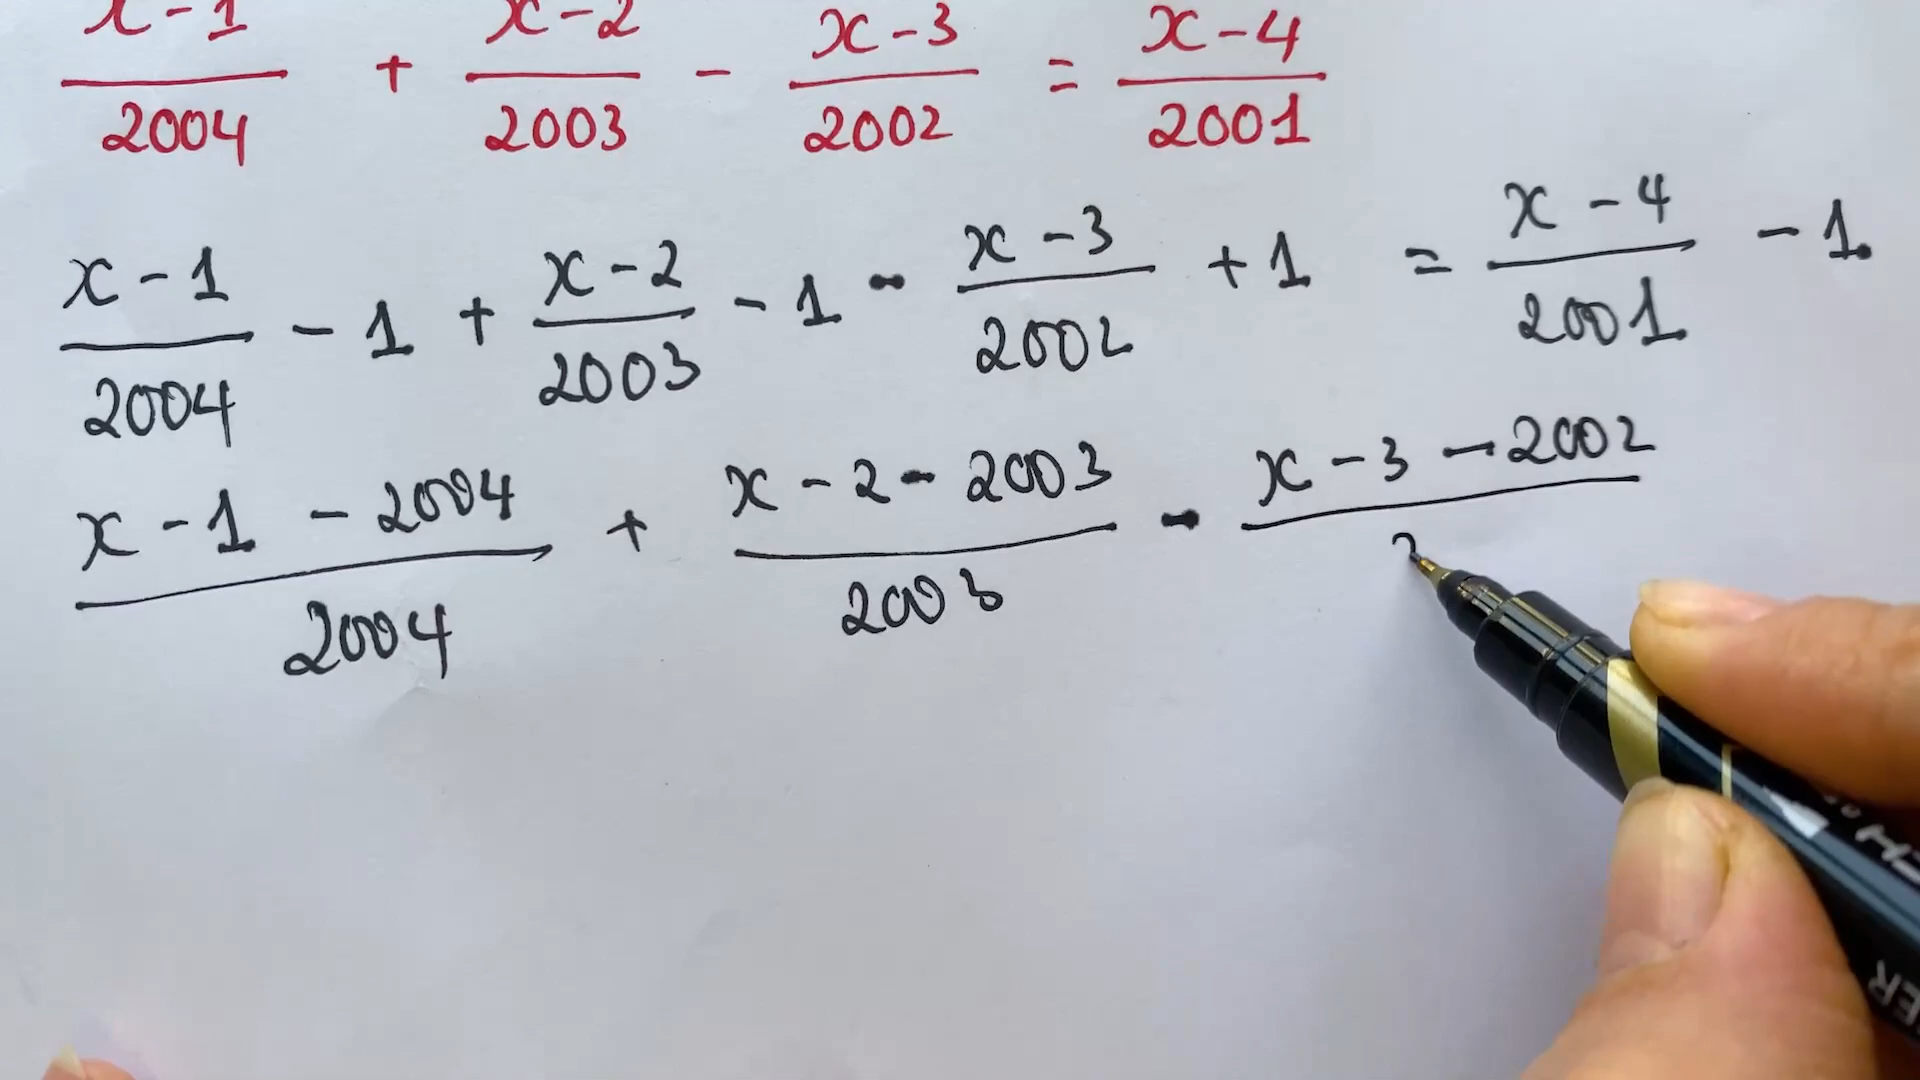 x-1/2004 + x-2/2003 - x-3/2002 = x-4/2001
x-1/2004 - 1 + x-2/2003 - 1 - x-3/2002 + 1 = x-4/2001 - 1
x-1-2004/2004 + x-2-2003/2003 - x-3-2002/2